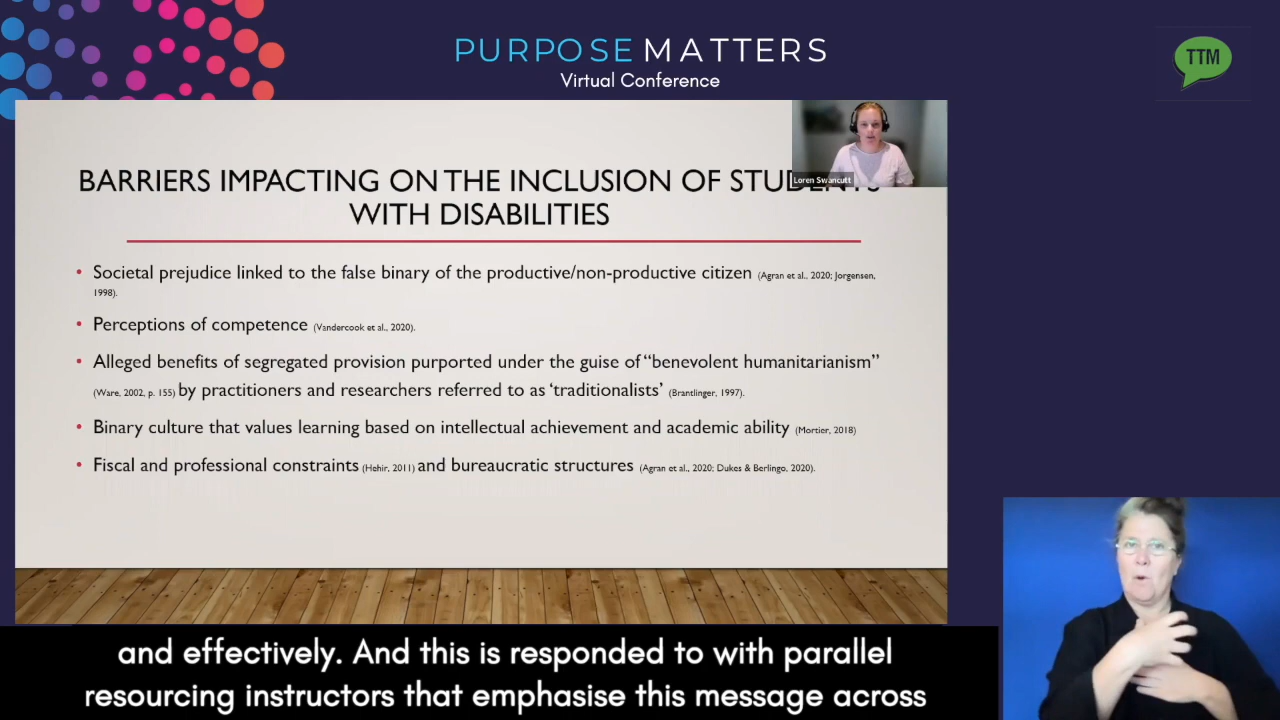 PURPOSE MATTERS
Virtual Conference
TTM
BARRIERS IMPACTING ON THE INCLUSION OF
WITH DISABILITIES
Loren Swancutt
• Societal prejudice linked to the false binary of the productive/non-productive citizen (Agran et al., 2020; Jorgensen,
1998).
• Perceptions of competence (Vandercook et al., 2020).
• Alleged benefits of segregated provision purported under the guise of “benevolent humanitarianism”
(Ware, 2002, p. 155) by practitioners and researchers referred to as ‘traditionalists’ (Brantlinger, 1997).
• Binary culture that values learning based on intellectual achievement and academic ability (Mortier, 2018)
• Fiscal and professional constraints (Hehir, 2011) and bureaucratic structures (Agran et al., 2020; Dukes & Berlingo, 2020).
and effectively. And this is responded to with parallel
resourcing instructors that emphasise this message across